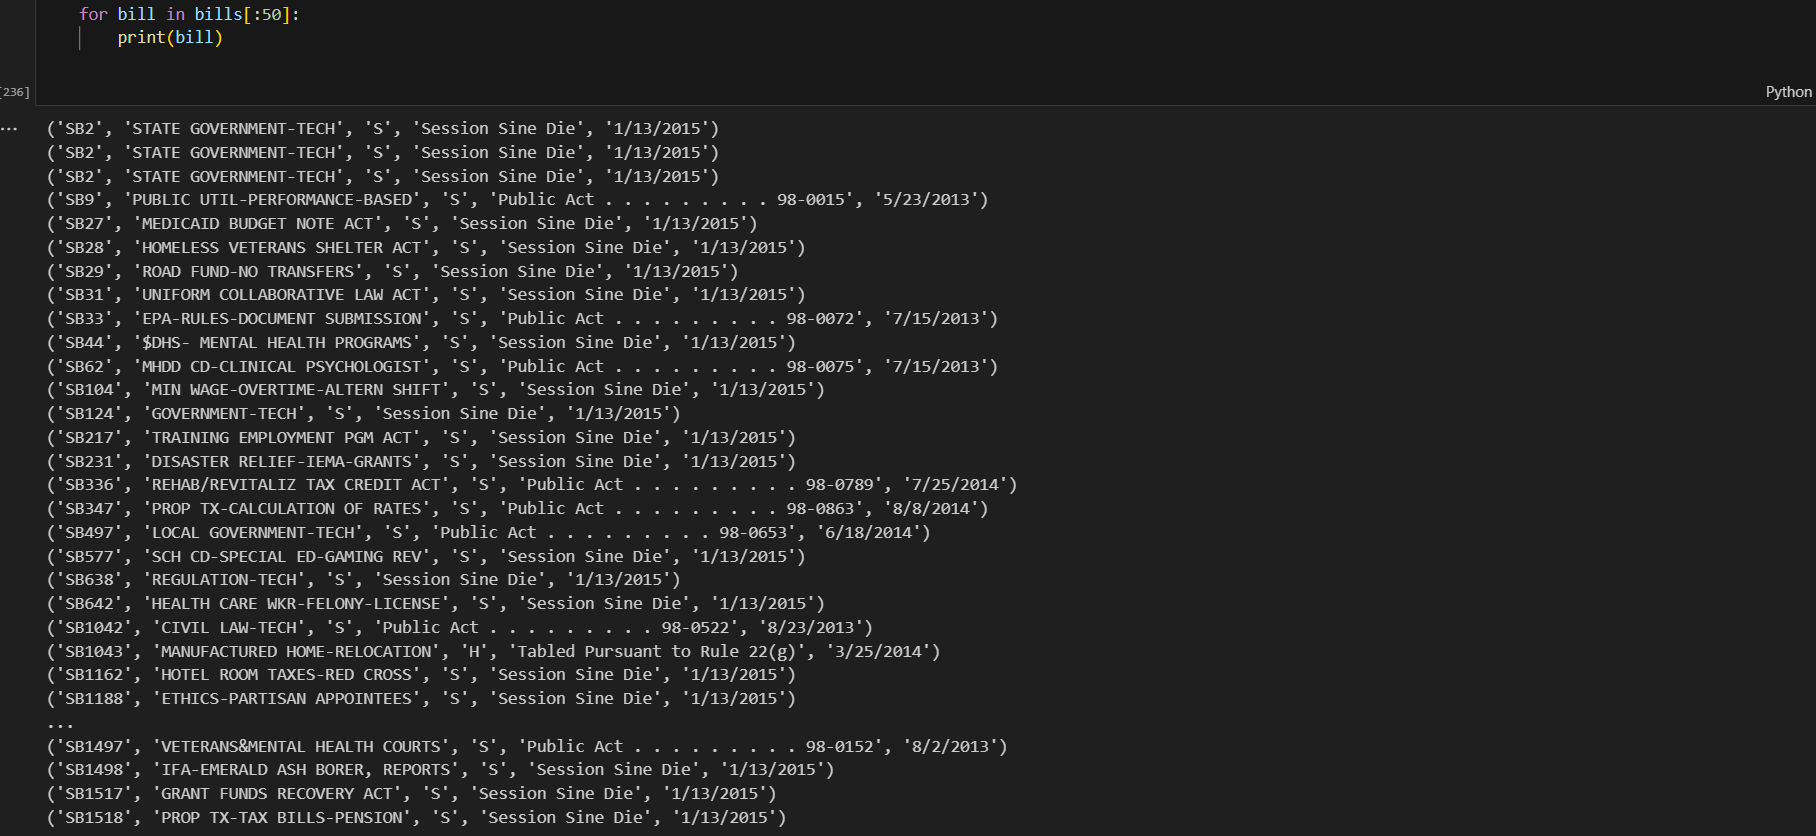 for bill in bills[:50]:
print(bill)
[236]
Python
...
('SB2', 'STATE GOVERNMENT-TECH', 'S', 'Session Sine Die', '1/13/2015')
('SB2', 'STATE GOVERNMENT-TECH', 'S', 'Session Sine Die', '1/13/2015')
('SB2', 'STATE GOVERNMENT-TECH', 'S', 'Session Sine Die', '1/13/2015')
('SB9', 'PUBLIC UTIL-PERFORMANCE-BASED', 'S', 'Public Act . . . . . . . . . 98-0015', '5/23/2013')
('SB27', 'MEDICAID BUDGET NOTE ACT', 'S', 'Session Sine Die', '1/13/2015')
('SB28', 'HOMELESS VETERANS SHELTER ACT', 'S', 'Session Sine Die', '1/13/2015')
('SB29', 'ROAD FUND-NO TRANSFERS', 'S', 'Session Sine Die', '1/13/2015')
('SB31', 'UNIFORM COLLABORATIVE LAW ACT', 'S', 'Session Sine Die', '1/13/2015')
('SB33', 'EPA-RULES-DOCUMENT SUBMISSION', 'S', 'Public Act . . . . . . . . . 98-0072', '7/15/2013')
('SB44', '$DHS- MENTAL HEALTH PROGRAMS', 'S', 'Session Sine Die', '1/13/2015')
('SB62', 'MHDD CD-CLINICAL PSYCHOLOGIST', 'S', 'Public Act . . . . . . . . . 98-0075', '7/15/2013')
('SB104', 'MIN WAGE-OVERTIME-ALTERN SHIFT', 'S', 'Session Sine Die', '1/13/2015')
('SB124', 'GOVERNMENT-TECH', 'S', 'Session Sine Die', '1/13/2015')
('SB217', 'TRAINING EMPLOYMENT PGM ACT', 'S', 'Session Sine Die', '1/13/2015')
('SB231', 'DISASTER RELIEF-IEMA-GRANTS', 'S', 'Session Sine Die', '1/13/2015')
('SB336', 'REHAB/REVITALIZ TAX CREDIT ACT', 'S', 'Public Act . . . . . . . . . 98-0789', '7/25/2014')
('SB347', 'PROP TX-CALCULATION OF RATES', 'S', 'Public Act . . . . . . . . . 98-0863', '8/8/2014')
('SB497', 'LOCAL GOVERNMENT-TECH', 'S', 'Public Act . . . . . . . . . 98-0653', '6/18/2014')
('SB577', 'SCH CD-SPECIAL ED-GAMING REV', 'S', 'Session Sine Die', '1/13/2015')
('SB638', 'REGULATION-TECH', 'S', 'Session Sine Die', '1/13/2015')
('SB642', 'HEALTH CARE WKR-FELONY-LICENSE', 'S', 'Session Sine Die', '1/13/2015')
('SB1042', 'CIVIL LAW-TECH', 'S', 'Public Act . . . . . . . . . 98-0522', '8/23/2013')
('SB1043', 'MANUFACTURED HOME-RELOCATION', 'H', 'Tabled Pursuant to Rule 22(g)', '3/25/2014')
('SB1162', 'HOTEL ROOM TAXES-RED CROSS', 'S', 'Session Sine Die', '1/13/2015')
('SB1188', 'ETHICS-PARTISAN APPOINTEES', 'S', 'Session Sine Die', '1/13/2015')
...
('SB1497', 'VETERANS&MENTAL HEALTH COURTS', 'S', 'Public Act . . . . . . . . . 98-0152', '8/2/2013')
('SB1498', 'IFA-EMERALD ASH BORER, REPORTS', 'S', 'Session Sine Die', '1/13/2015')
('SB1517', 'GRANT FUNDS RECOVERY ACT', 'S', 'Session Sine Die', '1/13/2015')
('SB1518', 'PROP TX-TAX BILLS-PENSION', 'S', 'Session Sine Die', '1/13/2015')